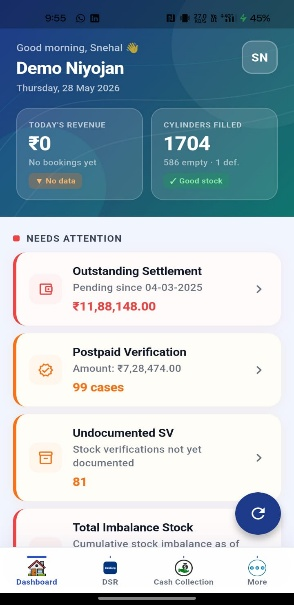 9:55
45%
Good morning, Snehal 👋
Demo Niyojan
Thursday, 28 May 2026
SN
TODAY'S REVENUE
₹0
No bookings yet
▼ No data
CYLINDERS FILLED
1704
586 empty · 1 def.
✓ Good stock
NEEDS ATTENTION
Outstanding Settlement
Pending since 04-03-2025
₹11,88,148.00
Postpaid Verification
Amount: ₹7,28,474.00
99 cases
Undocumented SV
Stock verifications not yet
documented
81
Total Imbalance Stock
Cumulative stock imbalance as of
Dashboard
DSR
Cash Collection
More